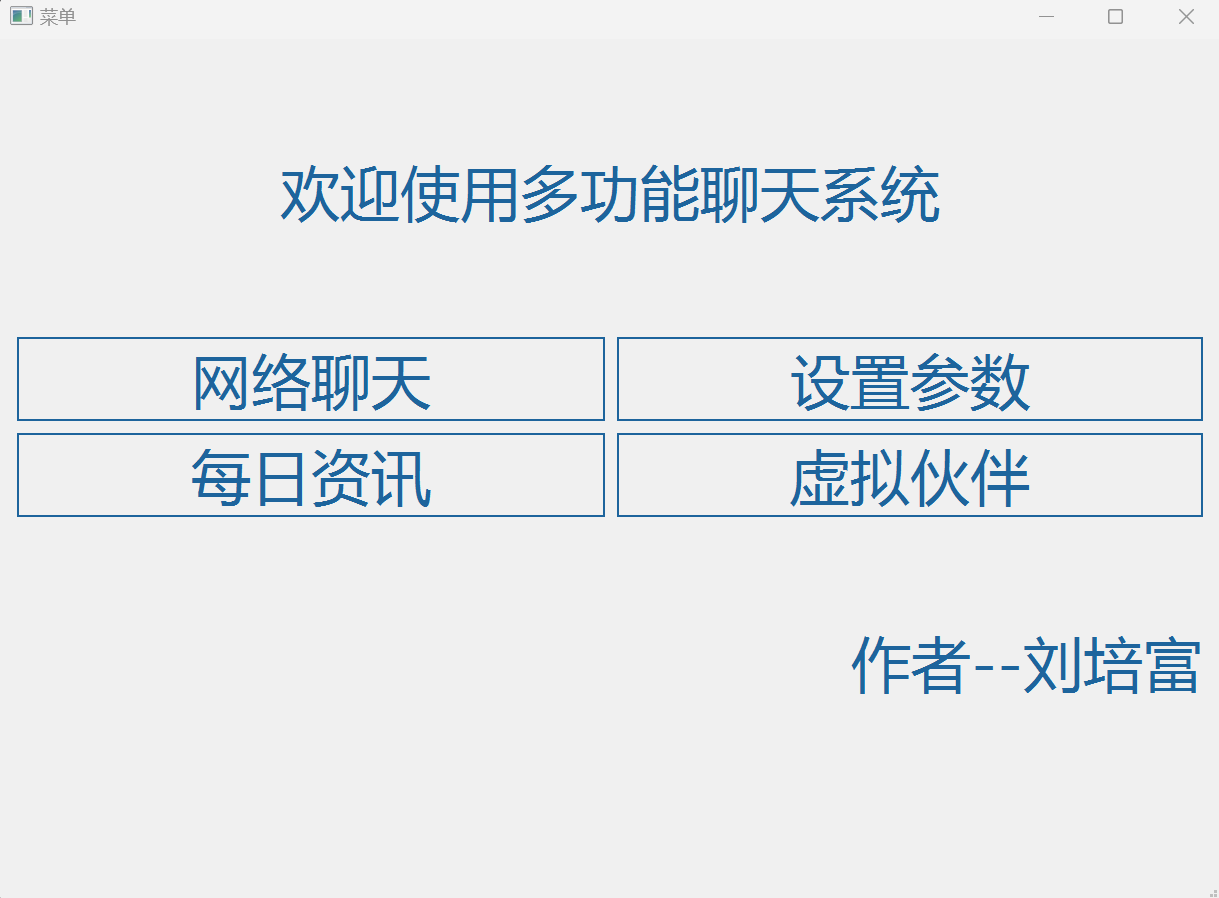 菜单
欢迎使用多功能聊天系统
网络聊天
设置参数
每日资讯
虚拟伙伴
作者--刘培富